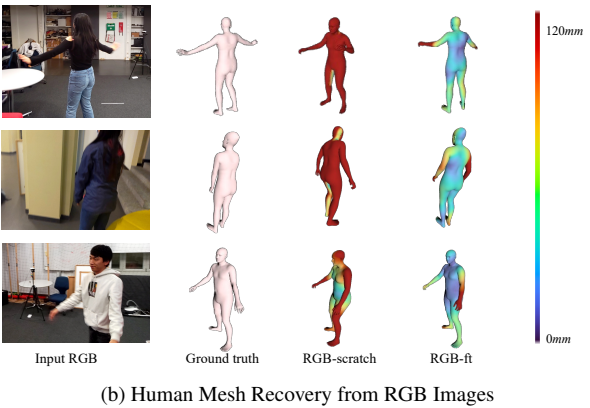 120mm
0mm
Input RGB
Ground truth
RGB-scratch
RGB-ft
(b) Human Mesh Recovery from RGB Images